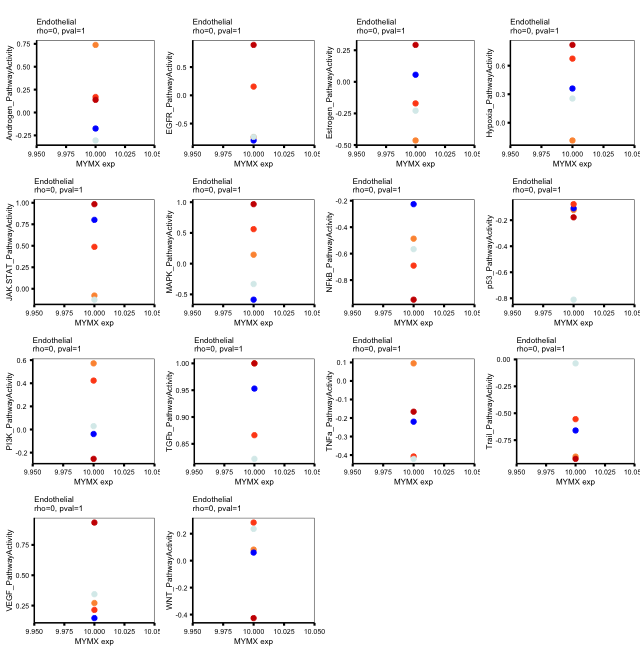 Endothelial
rho=0, pval=1
Androgen_PathwayActivity
0.75
0.50
0.25
0.00
-0.25
9.950 9.975 10.000 10.025 10.05
MYMX exp
Endothelial
rho=0, pval=1
EGFR_PathwayActivity
0.5
0.0
-0.5
9.950 9.975 10.000 10.025 10.05
MYMX exp
Endothelial
rho=0, pval=1
Estrogen_PathwayActivity
0.25
0.00
-0.25
-0.50
9.950 9.975 10.000 10.025 10.05
MYMX exp
Endothelial
rho=0, pval=1
Hypoxia_PathwayActivity
0.6
0.3
0.0
9.950 9.975 10.000 10.025 10.05
MYMX exp
Endothelial
rho=0, pval=1
JAK.STAT_PathwayActivity
1.00
0.75
0.50
0.25
0.00
9.950 9.975 10.000 10.025 10.05
MYMX exp
Endothelial
rho=0, pval=1
MAPK_PathwayActivity
1.0
0.5
0.0
-0.5
9.950 9.975 10.000 10.025 10.05
MYMX exp
Endothelial
rho=0, pval=1
NFkB_PathwayActivity
-0.2
-0.4
-0.6
-0.8
9.950 9.975 10.000 10.025 10.05
MYMX exp
Endothelial
rho=0, pval=1
p53_PathwayActivity
-0.2
-0.4
-0.6
-0.8
9.950 9.975 10.000 10.025 10.05
MYMX exp
Endothelial
rho=0, pval=1
PI3K_PathwayActivity
0.6
0.4
0.2
0.0
-0.2
9.950 9.975 10.000 10.025 10.05
MYMX exp
Endothelial
rho=0, pval=1
TGFb_PathwayActivity
1.00
0.95
0.90
0.85
9.950 9.975 10.000 10.025 10.05
MYMX exp
Endothelial
rho=0, pval=1
TNFa_PathwayActivity
0.1
0.0
-0.1
-0.2
-0.3
-0.4
9.950 9.975 10.000 10.025 10.05
MYMX exp
Endothelial
rho=0, pval=1
Trail_PathwayActivity
0.00
-0.25
-0.50
-0.75
9.950 9.975 10.000 10.025 10.05
MYMX exp
Endothelial
rho=0, pval=1
VEGF_PathwayActivity
0.75
0.50
0.25
9.950 9.975 10.000 10.025 10.05
MYMX exp
Endothelial
rho=0, pval=1
WNT_PathwayActivity
0.2
0.0
-0.2
-0.4
9.950 9.975 10.000 10.025 10.050
MYMX exp